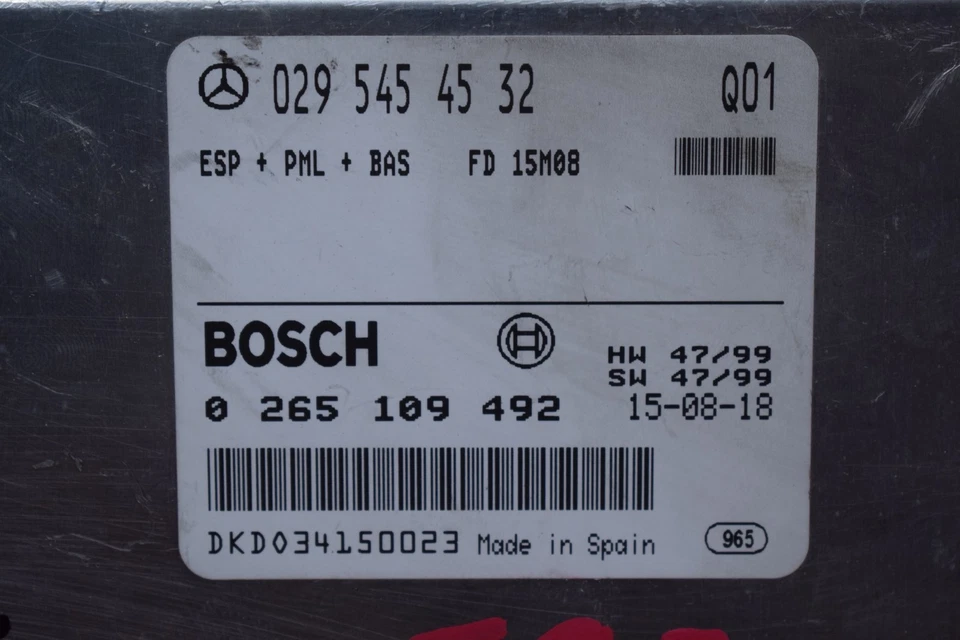 029 545 45 32 Q01
ESP + PML + BAS FD 15M08
BOSCH
HW 47/99
SW 47/99
0 265 109 492 15-08-18
DKD034150023 Made in Spain 965